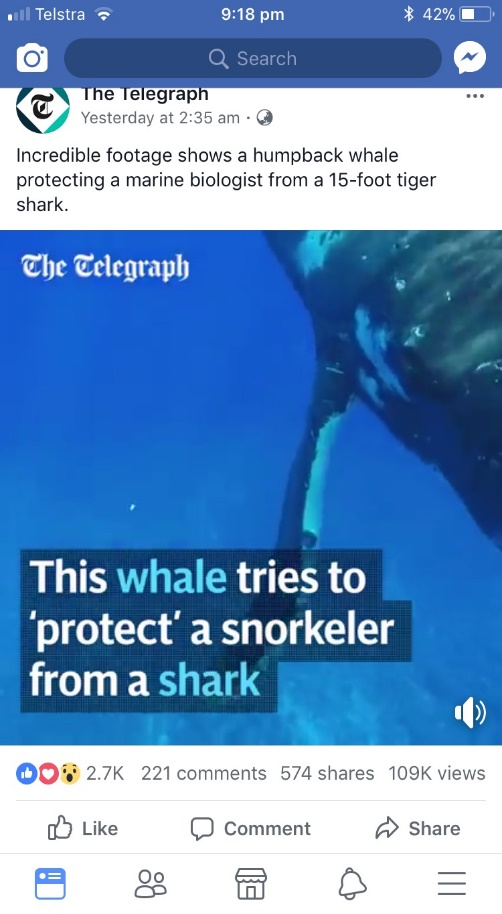 Telstra 9:18 pm 42%
Search
The Telegraph
Yesterday at 2:35 am ·
Incredible footage shows a humpback whale
protecting a marine biologist from a 15-foot tiger
shark.
The Telegraph
This whale tries to
'protect' a snorkeler
from a shark
2.7K 221 comments 574 shares 109K views
Like Comment Share